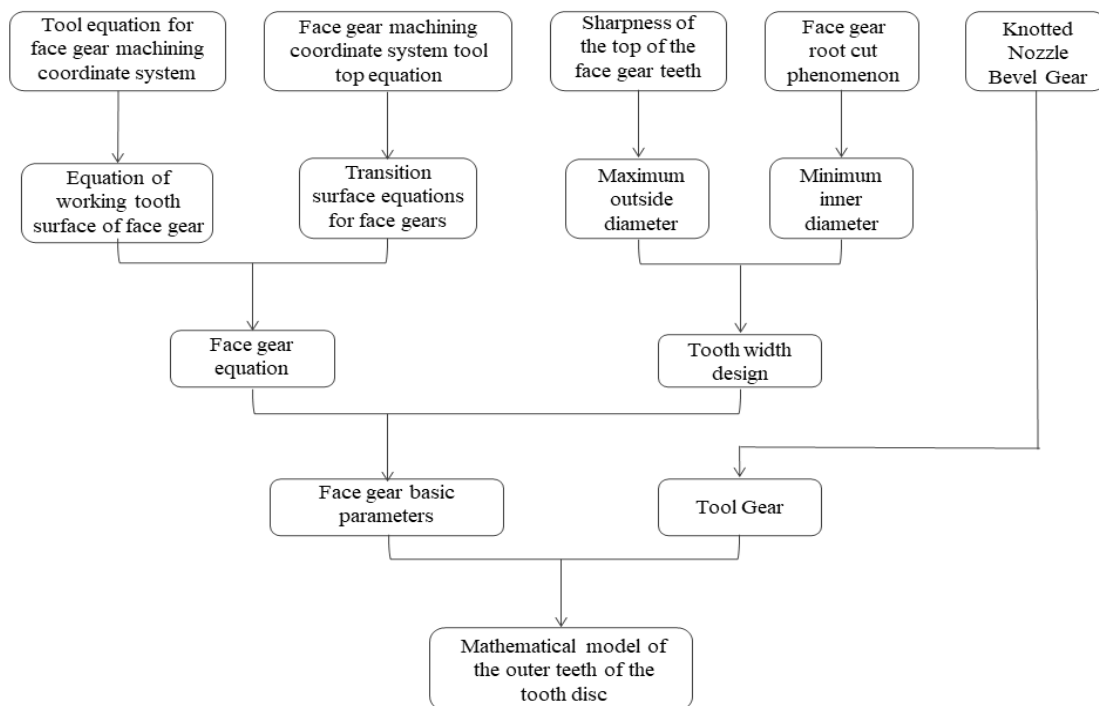 Tool equation for
face gear machining
coordinate system
Face gear machining
coordinate system tool
top equation
Sharpness of
the top of the
face gear teeth
Face gear
root cut
phenomenon
Knotted
Nozzle
Bevel Gear
Equation of
working tooth
surface of face gear
Transition
surface equations
for face gears
Maximum
outside
diameter
Minimum
inner
diameter
Face gear
equation
Tooth width
design
Face gear basic
parameters
Tool Gear
Mathematical model of
the outer teeth of the
tooth disc